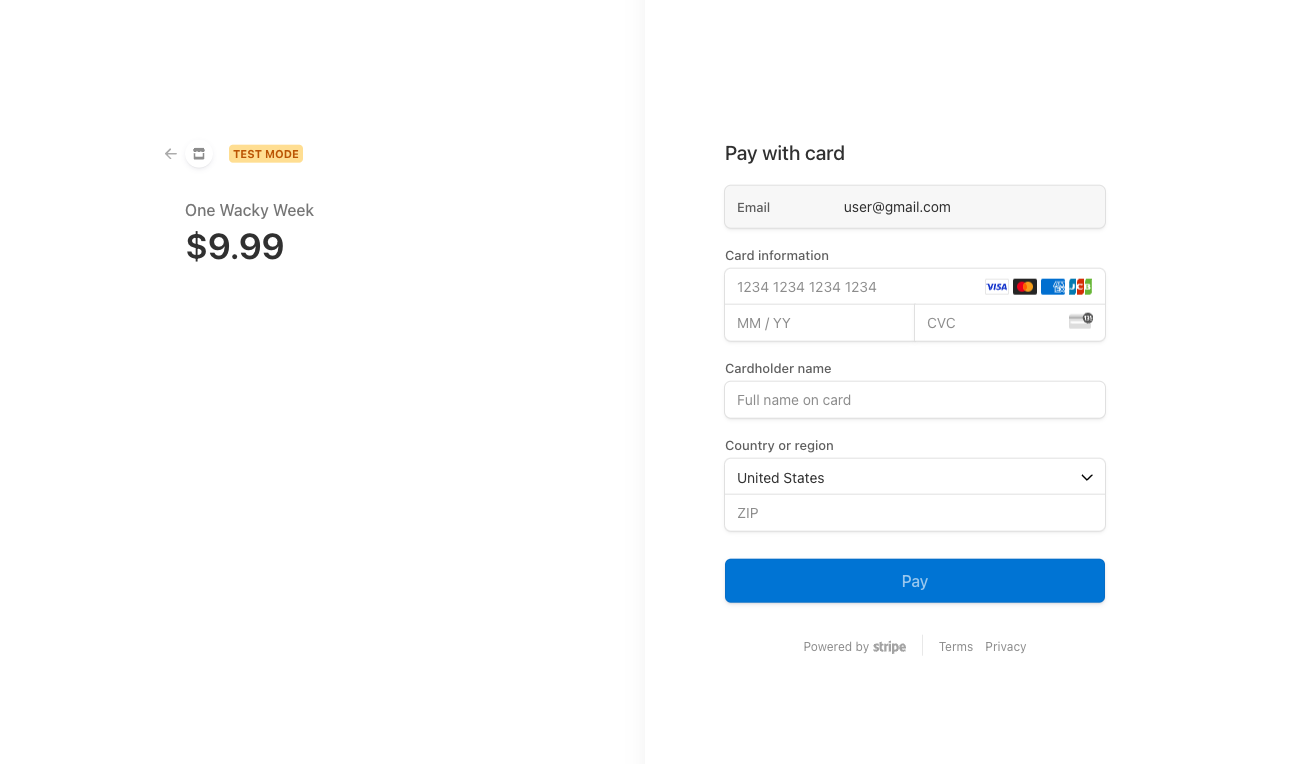 TEST MODE
One Wacky Week
$9.99
Pay with card
Email user@gmail.com
Card information
1234 1234 1234 1234 VISA JCB
MM / YY CVC
Cardholder name
Full name on card
Country or region
United States
ZIP
Pay
Powered by stripe Terms Privacy